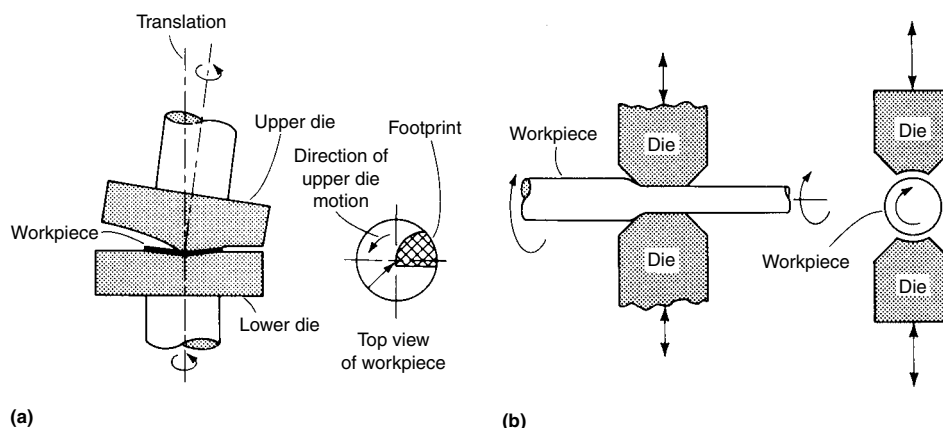 Translation
Upper die
Footprint
Direction of
upper die
motion
Workpiece
Lower die
Top view
of workpiece
(a)
Workpiece
Die
Die
Die
Workpiece
Die
(b)